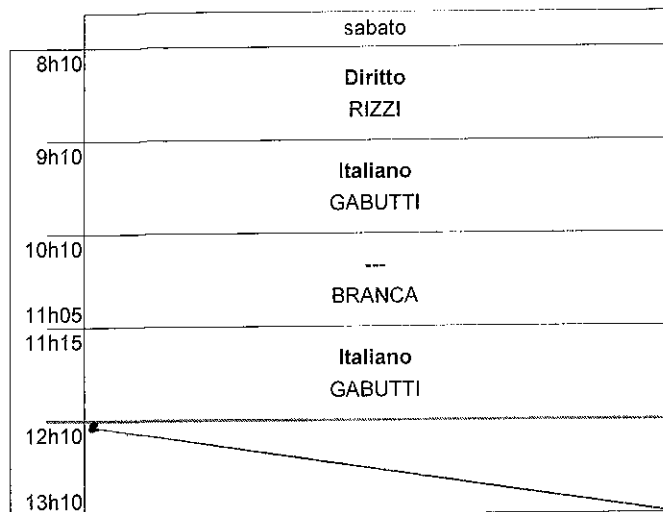 sabato
8h10
Diritto
RIZZI
9h10
Italiano
GABUTTI
10h10
---
BRANCA
11h05
11h15
Italiano
GABUTTI
12h10
13h10